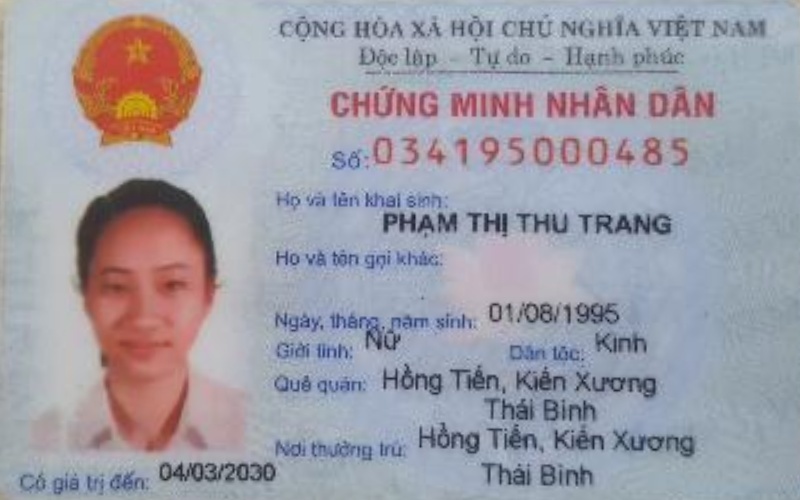 CỘNG HÒA XÃ HỘI CHỦ NGHĨA VIỆT NAM
Độc lập - Tự do - Hạnh phúc
CHỨNG MINH NHÂN DÂN
Số: 034195000485
Họ và tên khai sinh:
PHẠM THỊ THU TRANG
Họ và tên gọi khác:
Ngày, tháng, năm sinh: 01/08/1995
Giới tính: Nữ Dân tộc: Kinh
Quê quán: Hồng Tiến, Kiến Xương
Thái Bình
Nơi thường trú: Hồng Tiến, Kiến Xương
Thái Bình
Có giá trị đến: 04/03/2030